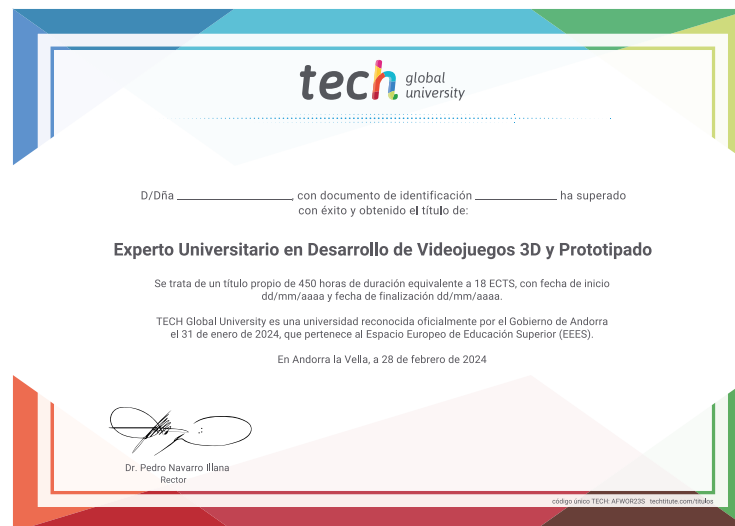 tech global university
D/Dña ______________________, con documento de identificación ______________ ha superado
con éxito y obtenido el título de:
Experto Universitario en Desarrollo de Videojuegos 3D y Prototipado
Se trata de un título propio de 450 horas de duración equivalente a 18 ECTS, con fecha de inicio
dd/mm/aaaa y fecha de finalización dd/mm/aaaa.
TECH Global University es una universidad reconocida oficialmente por el Gobierno de Andorra
el 31 de enero de 2024, que pertenece al Espacio Europeo de Educación Superior (EEES).
En Andorra la Vella, a 28 de febrero de 2024
Dr. Pedro Navarro Illana
Rector
código único TECH: AFWOR23S techtitute.com/titulos